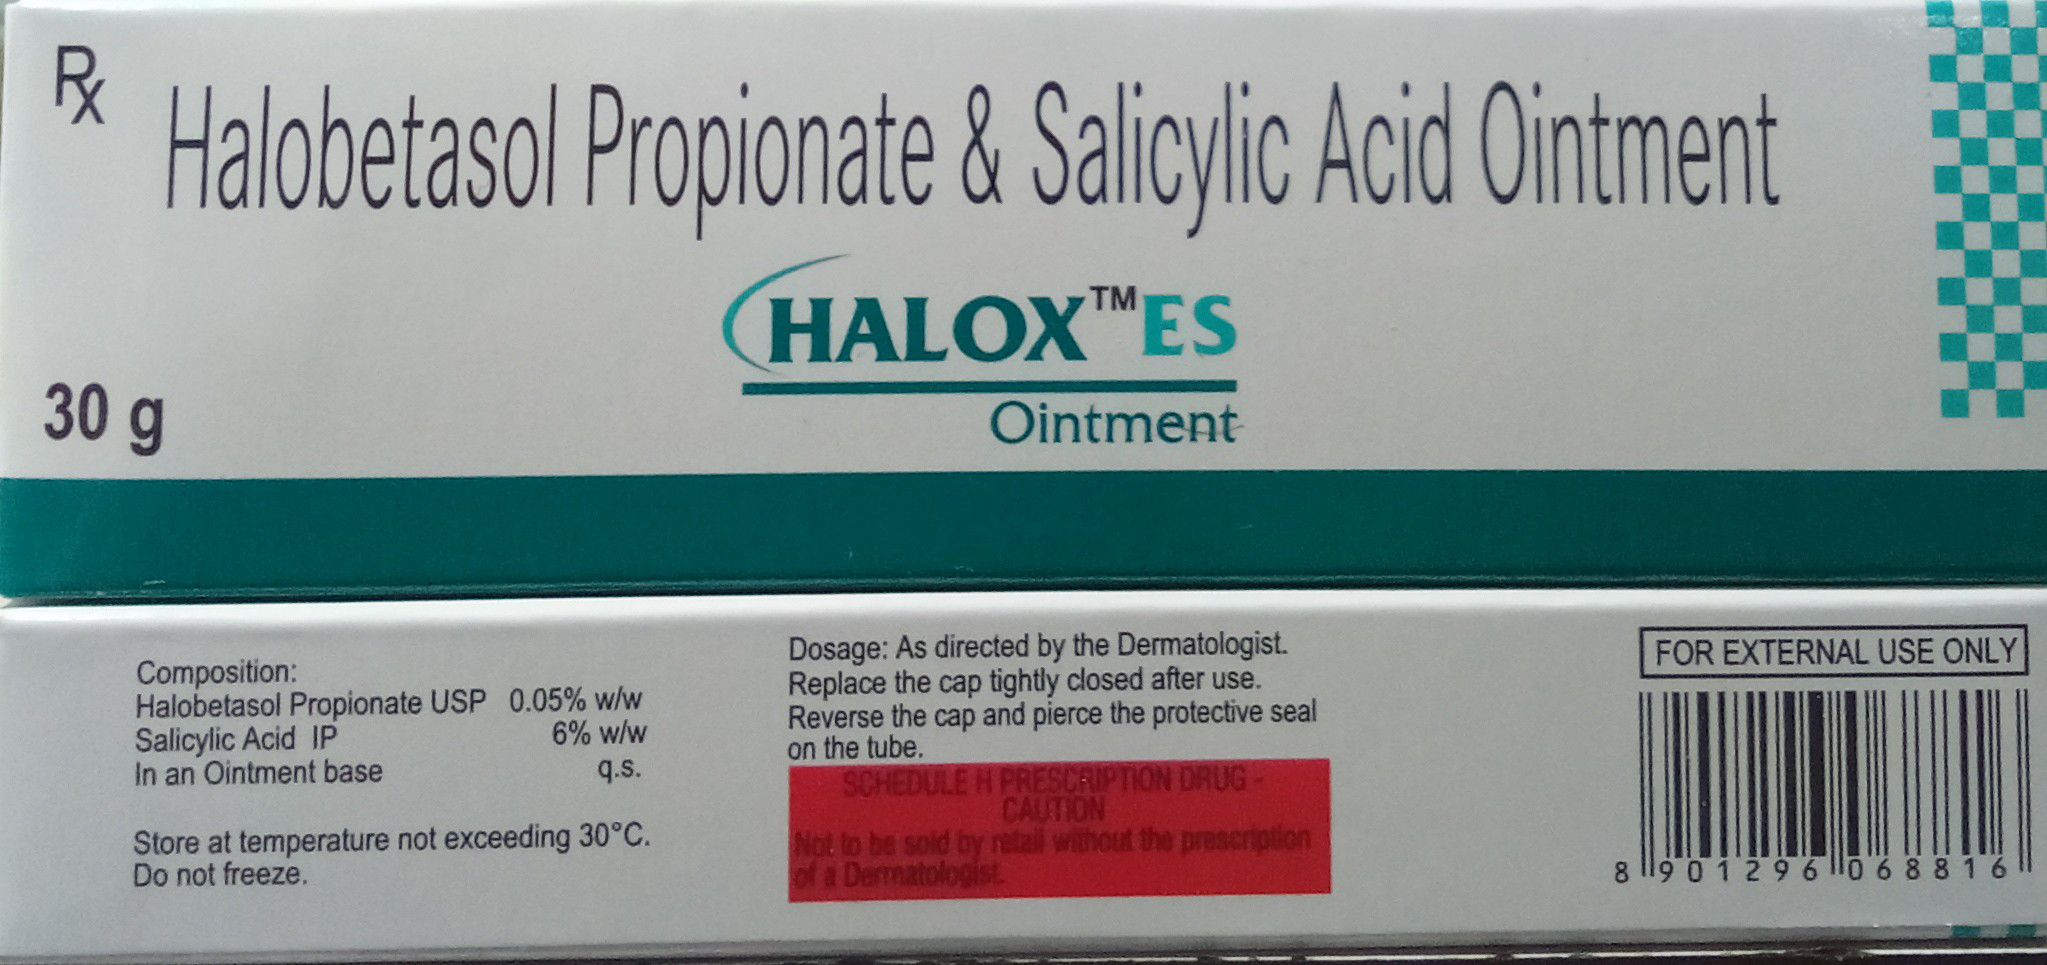 Rx
Halobetasol Propionate & Salicylic Acid Ointment
HALOX™ ES
Ointment
30 g
Composition:
Halobetasol Propionate USP 0.05% w/w
Salicylic Acid IP 6% w/w
In an Ointment base q.s.
Store at temperature not exceeding 30°C.
Do not freeze.
Dosage: As directed by the Dermatologist.
Replace the cap tightly closed after use.
Reverse the cap and pierce the protective seal
on the tube.
SCHEDULE H PRESCRIPTION DRUG -
CAUTION
Not to be sold by retail without the prescription
of a Dermatologist.
FOR EXTERNAL USE ONLY
8 901296 068816